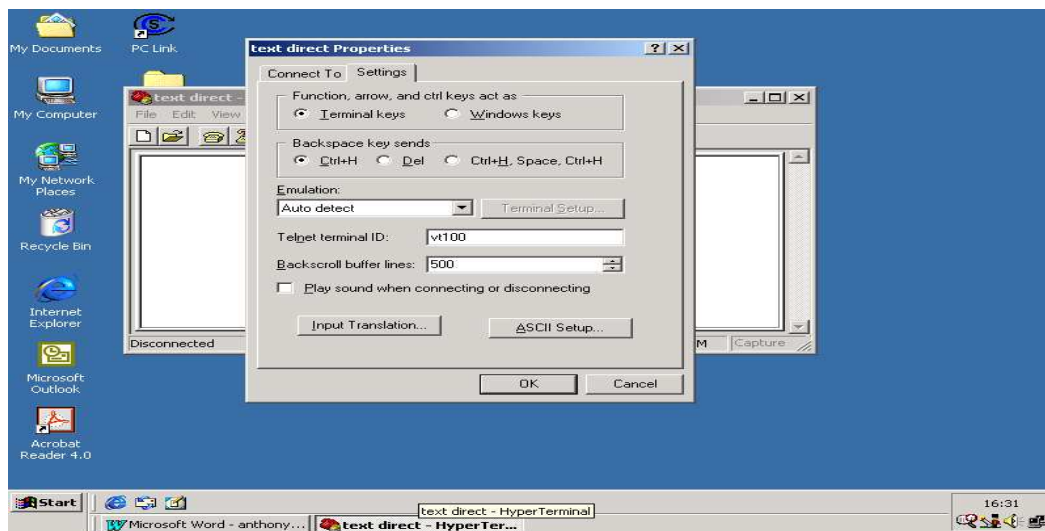 My Documents
PC Link
My Computer
My Network
Places
Recycle Bin
Internet
Explorer
Microsoft
Outlook
Acrobat
Reader 4.0
text direct -
File Edit View
Disconnected
M
Capture
text direct Properties
Connect To
Settings
Function, arrow, and ctrl keys act as
Terminal keys
Windows keys
Backspace key sends
Ctrl+H
Del
Ctrl+H, Space, Ctrl+H
Emulation:
Auto detect
Terminal Setup...
Telnet terminal ID:
vt100
Backscroll buffer lines:
500
Play sound when connecting or disconnecting
Input Translation...
ASCII Setup...
OK
Cancel
Start
text direct - HyperTerminal
16:31
Microsoft Word - anthony...
text direct - HyperTer...